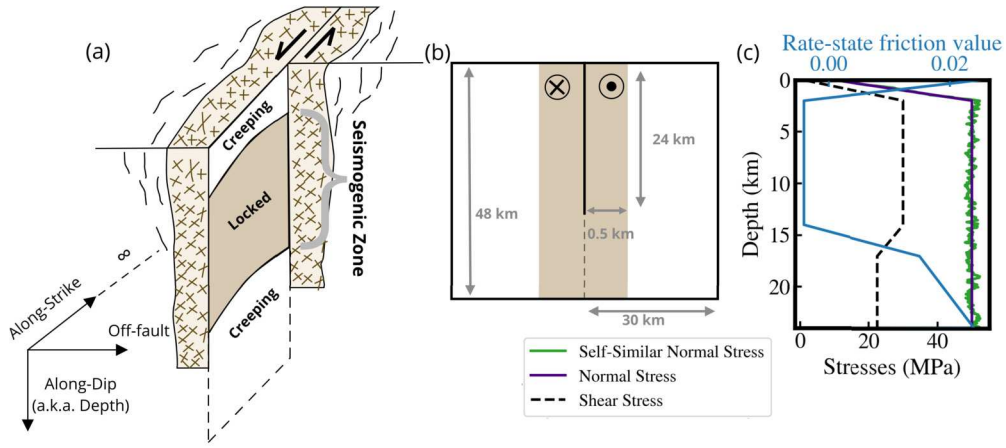 (a)
Creeping
Locked
Creeping
Seismogenic Zone
∞
Along-Strike
Off-fault
Along-Dip
(a.k.a. Depth)
(b)
24 km
48 km
0.5 km
30 km
(c)
Rate-state friction value
0.00 0.02
0
5
10
15
20
Depth (km)
0 20 40
Stresses (MPa)
Self-Similar Normal Stress
Normal Stress
Shear Stress